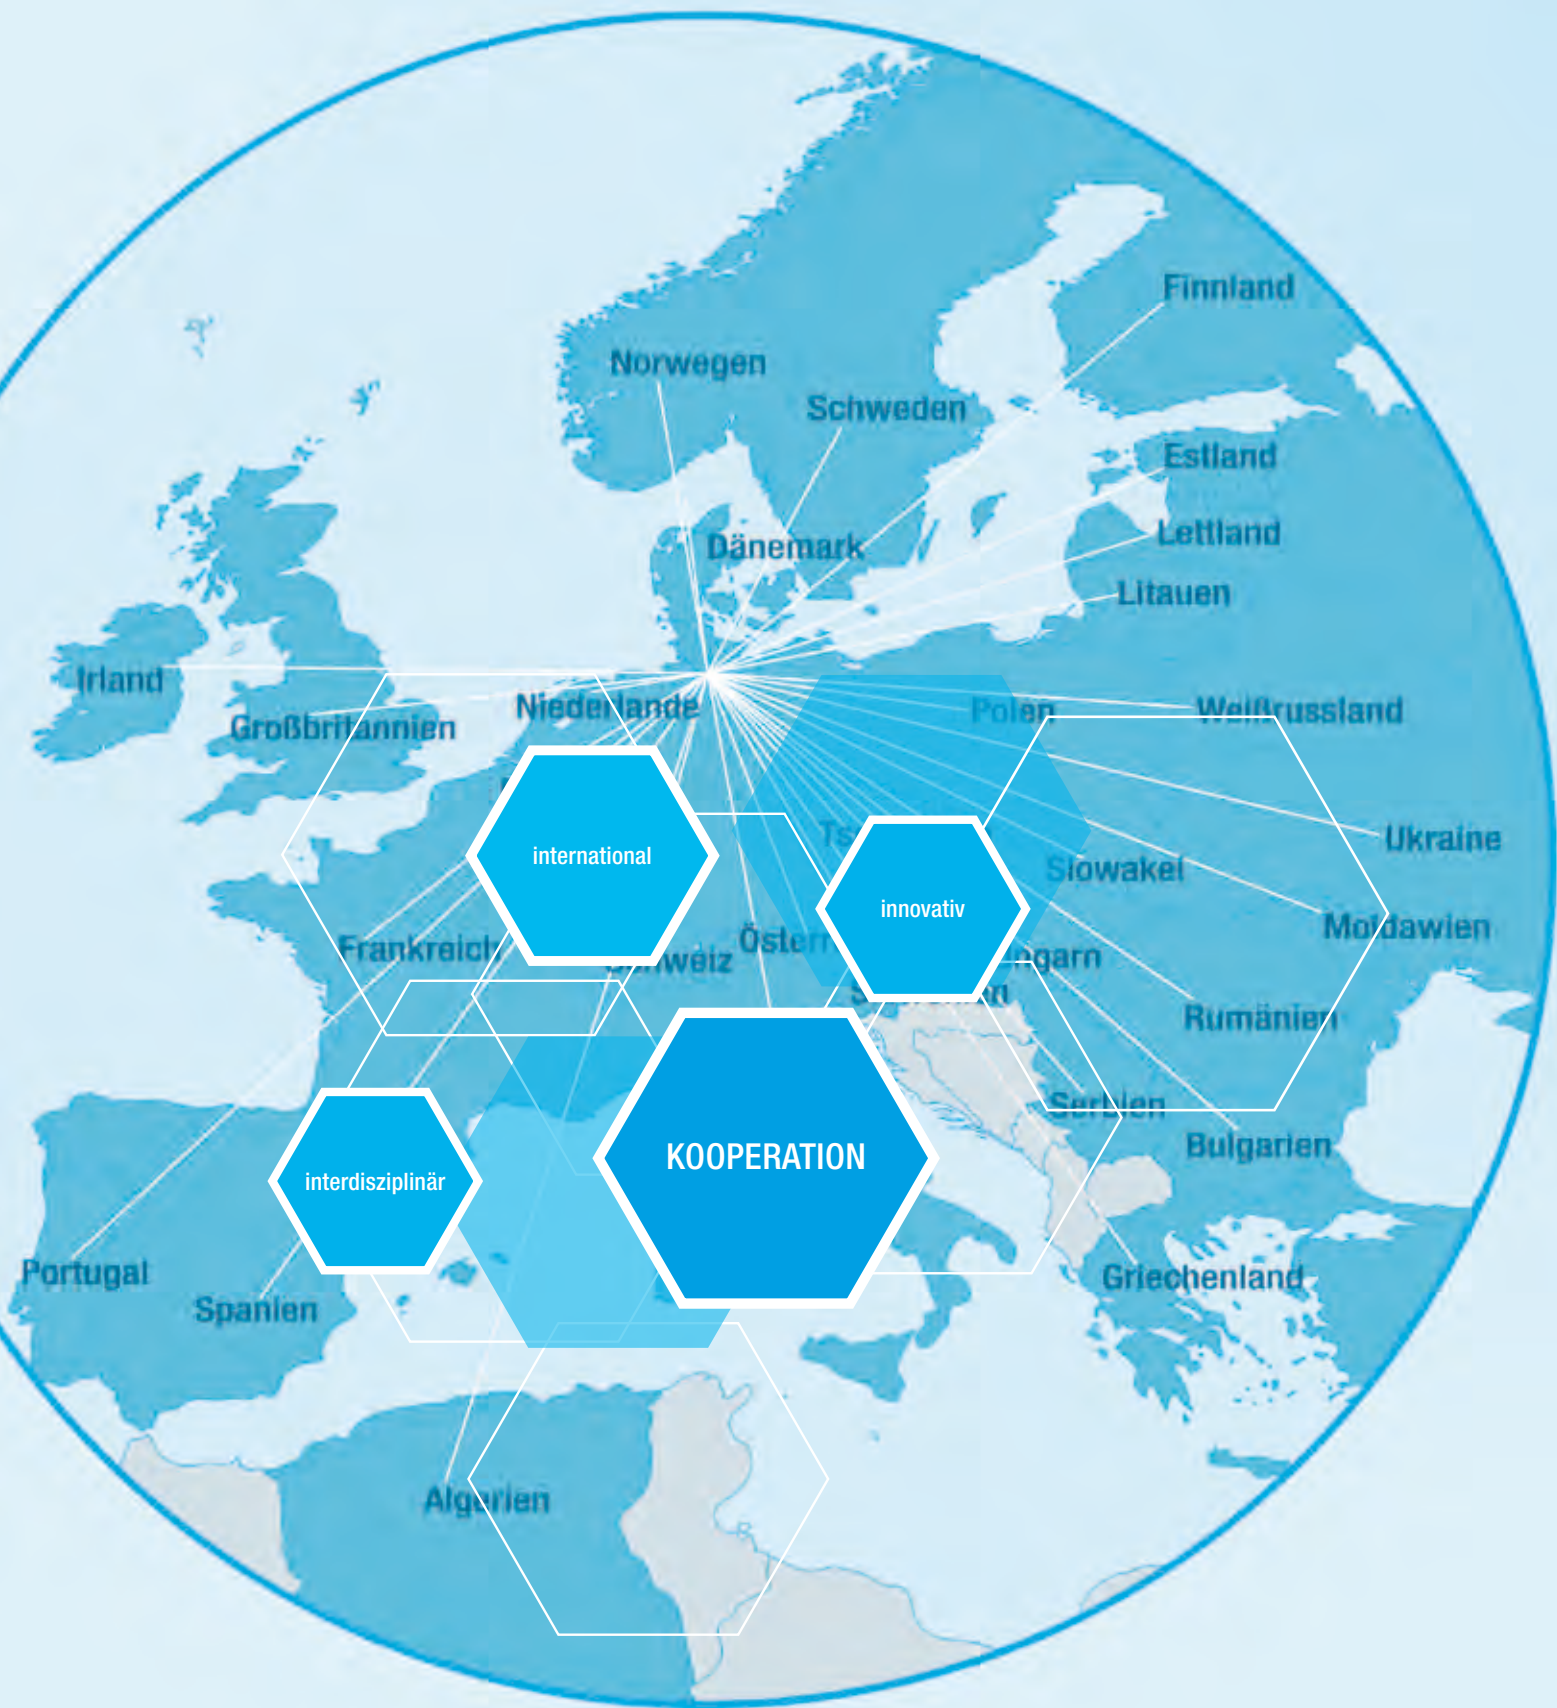 Finnland
Norwegen
Schweden
Estland
Lettland
Dänemark
Litauen
Irland
Niederlande
Polen
Weißrussland
Großbritannien
Ukraine
international
Slowakei
innovativ
Moldawien
Frankreich
Rumänien
Serbien
Bulgarien
KOOPERATION
interdisziplinär
Portugal
Griechenland
Spanien
Algerien